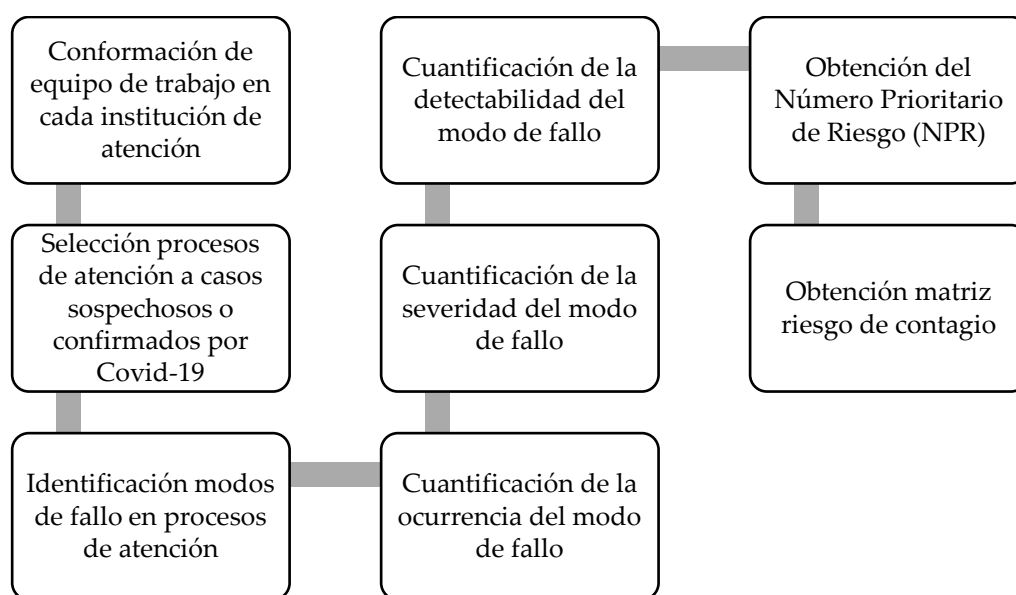 Conformación de
equipo de trabajo en
cada institución de
atención
Selección procesos
de atención a casos
sospechosos o
confirmados por
Covid-19
Identificación modos
de fallo en procesos
de atención
Cuantificación de la
ocurrencia del modo
de fallo
Cuantificación de la
severidad del modo
de fallo
Cuantificación de la
detectabilidad del
modo de fallo
Obtención del
Número Prioritario
de Riesgo (NPR)
Obtención matriz
riesgo de contagio